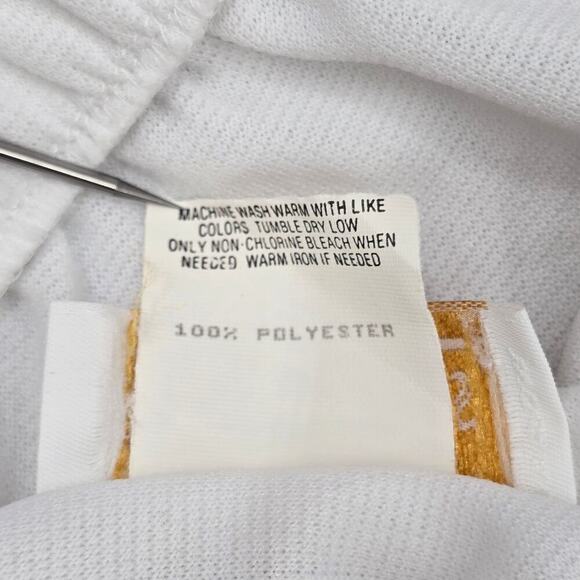 MACHINE WASH WARM WITH LIKE
COLORS TUMBLE DRY LOW
ONLY NON-CHLORINE BLEACH WHEN
NEEDED WARM IRON IF NEEDED
100% POLYESTER